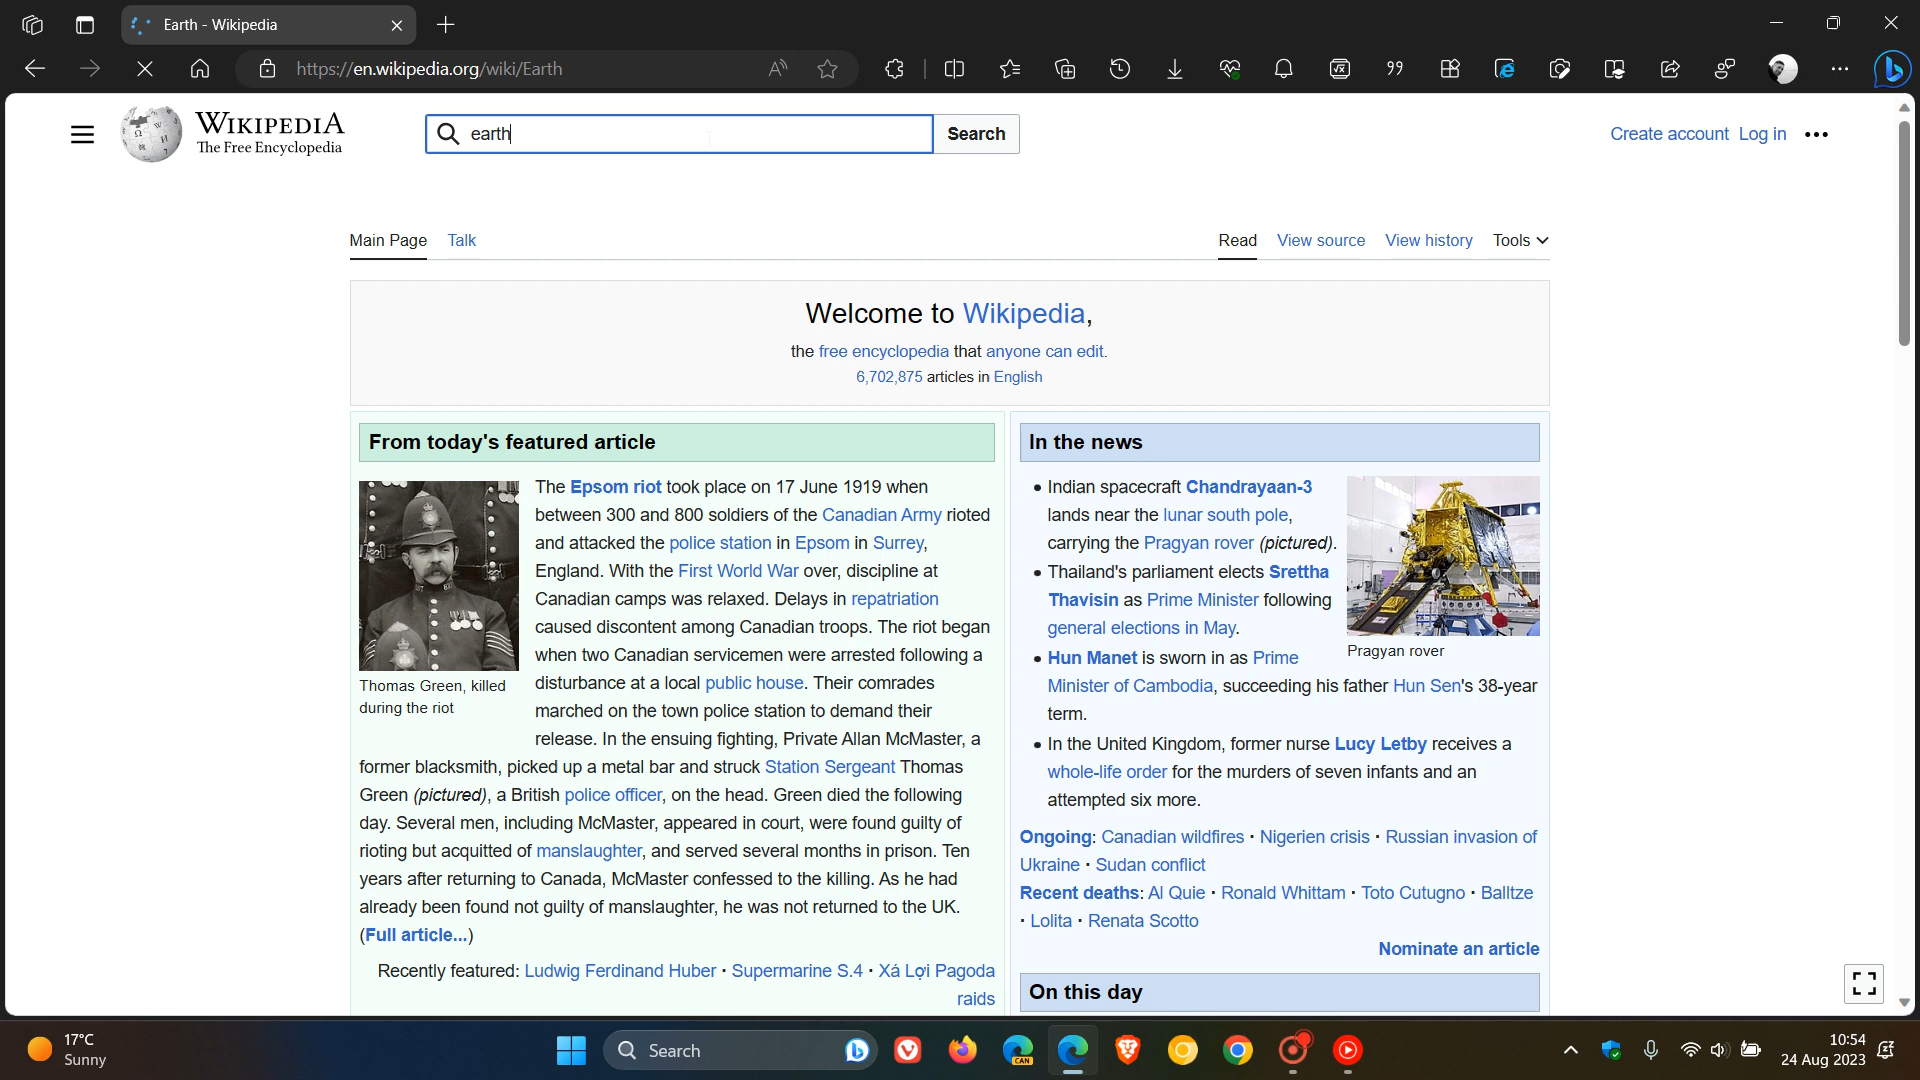 Earth - Wikipedia
https://en.wikipedia.org/wiki/Earth
WIKIPEDIA
The Free Encyclopedia
earth
Search
Create account Log in
Main Page Talk
Read View source View history Tools
Welcome to Wikipedia,
the free encyclopedia that anyone can edit.
6,702,875 articles in English
From today's featured article
The Epsom riot took place on 17 June 1919 when
between 300 and 800 soldiers of the Canadian Army rioted
and attacked the police station in Epsom in Surrey,
England. With the First World War over, discipline at
Canadian camps was relaxed. Delays in repatriation
caused discontent among Canadian troops. The riot began
when two Canadian servicemen were arrested following a
disturbance at a local public house. Their comrades
marched on the town police station to demand their
release. In the ensuing fighting, Private Allan McMaster, a
former blacksmith, picked up a metal bar and struck Station Sergeant Thomas
Green (pictured), a British police officer, on the head. Green died the following
day. Several men, including McMaster, appeared in court, were found guilty of
rioting but acquitted of manslaughter, and served several months in prison. Ten
years after returning to Canada, McMaster confessed to the killing. As he had
already been found not guilty of manslaughter, he was not returned to the UK.
(Full article...)
Thomas Green, killed
during the riot
Recently featured: Ludwig Ferdinand Huber · Supermarine S.4 · Xá Lợi Pagoda
raids
In the news
• Indian spacecraft Chandrayaan-3
lands near the lunar south pole,
carrying the Pragyan rover (pictured).
• Thailand's parliament elects Srettha
Thavisin as Prime Minister following
general elections in May.
• Hun Manet is sworn in as Prime
Minister of Cambodia, succeeding his father Hun Sen's 38-year
term.
• In the United Kingdom, former nurse Lucy Letby receives a
whole-life order for the murders of seven infants and an
attempted six more.
Pragyan rover
Ongoing: Canadian wildfires · Nigerien crisis · Russian invasion of
Ukraine · Sudan conflict
Recent deaths: Al Quie · Ronald Whittam · Toto Cutugno · Balltze
· Lolita · Renata Scotto
Nominate an article
On this day
17°C
Sunny
Search
CAN
10:54
24 Aug 2023